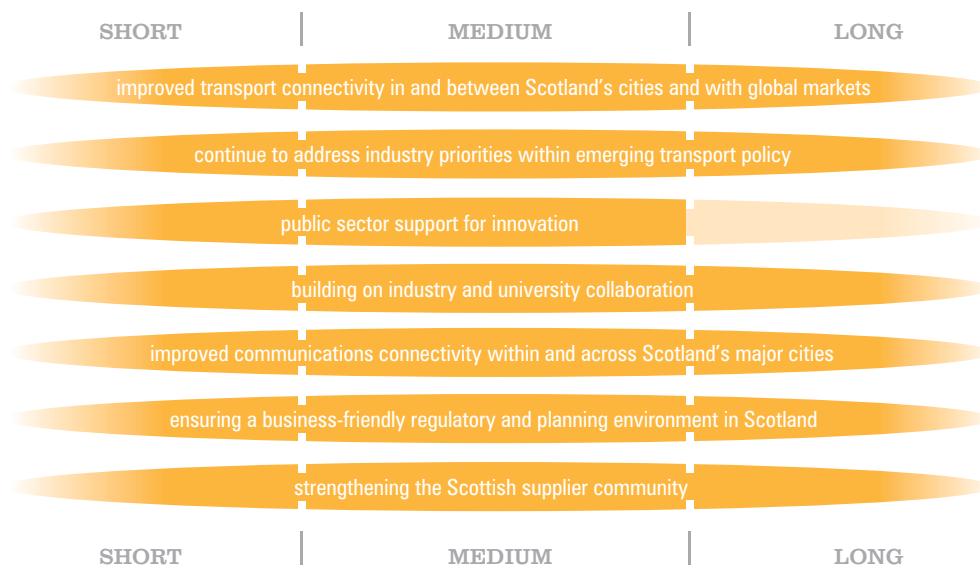 SHORT MEDIUM LONG
improved transport connectivity in and between Scotland's cities and with global markets
continue to address industry priorities within emerging transport policy
public sector support for innovation
building on industry and university collaboration
improved communications connectivity within and across Scotland's major cities
ensuring a business-friendly regulatory and planning environment in Scotland
strengthening the Scottish supplier community
SHORT MEDIUM LONG